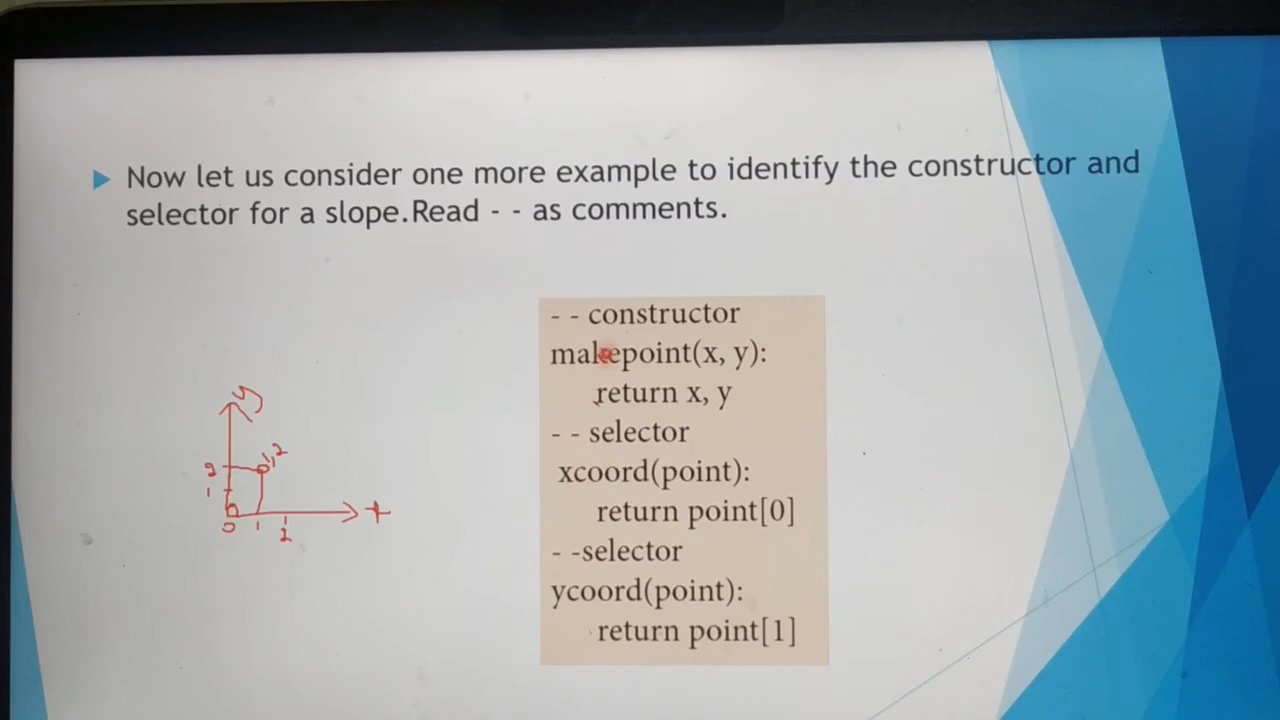 Now let us consider one more example to identify the constructor and
selector for a slope.Read - - as comments.
- - constructor
makepoint(x, y):
return x, y
- - selector
xcoord(point):
return point[0]
- -selector
ycoord(point):
return point[1]
y
1,2
2
1
0 1 2
x